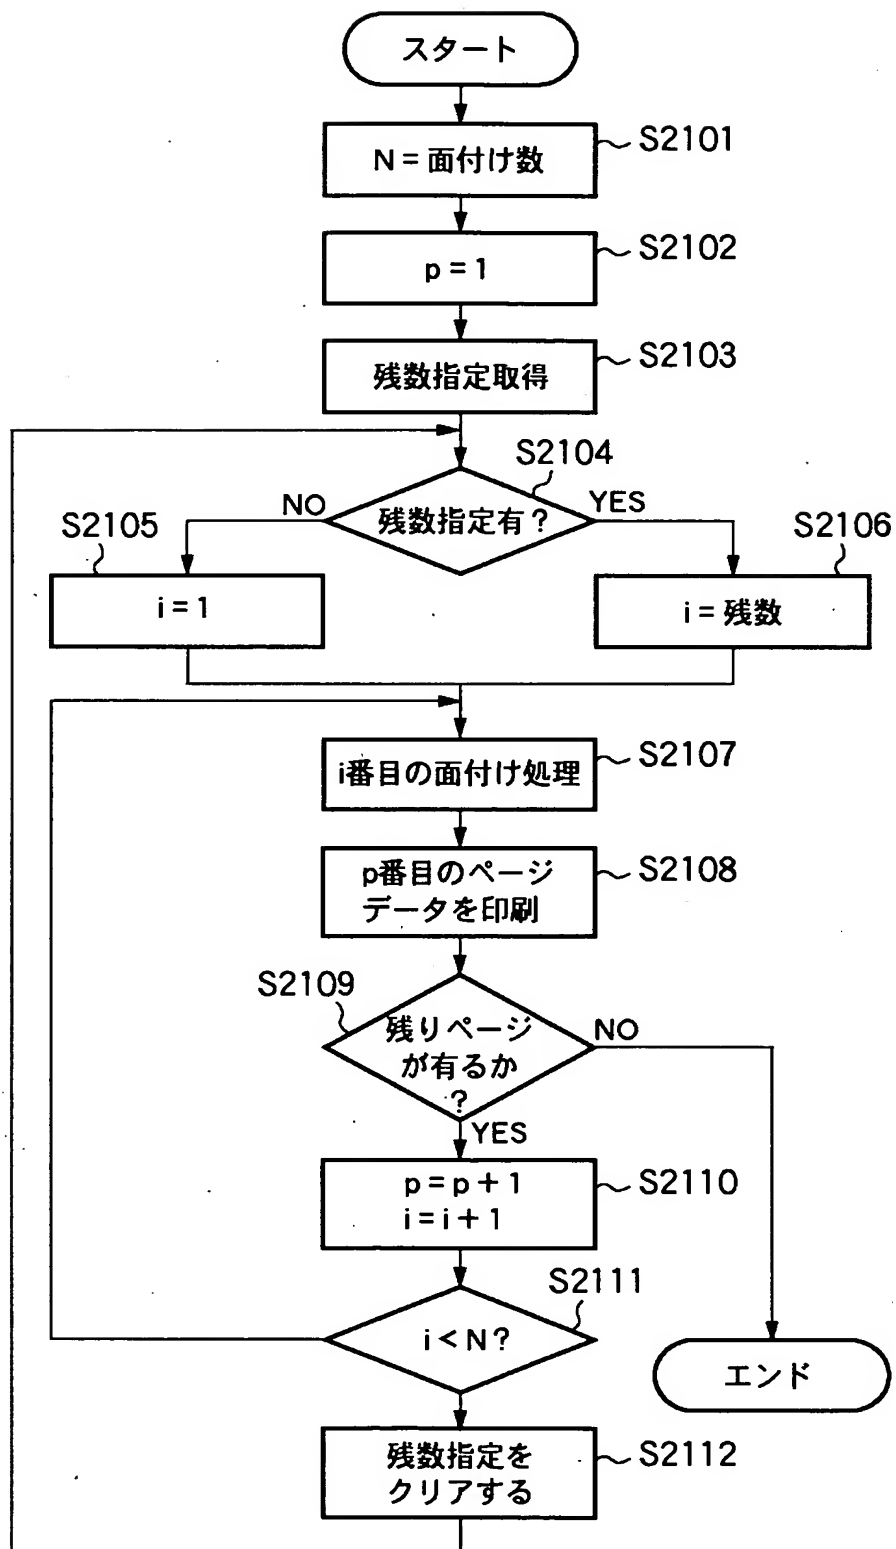 スタート
N = 面付け数
S2101
p = 1
S2102
残数指定取得
S2103
S2104
残数指定有？
NO
YES
S2105
i = 1
S2106
i = 残数
i番目の面付け処理
S2107
p番目のページ
データを印刷
S2108
S2109
残りページ
が有るか
？
NO
YES
p = p + 1
i = i + 1
S2110
S2111
i < N?
エンド
残数指定を
クリアする
S2112